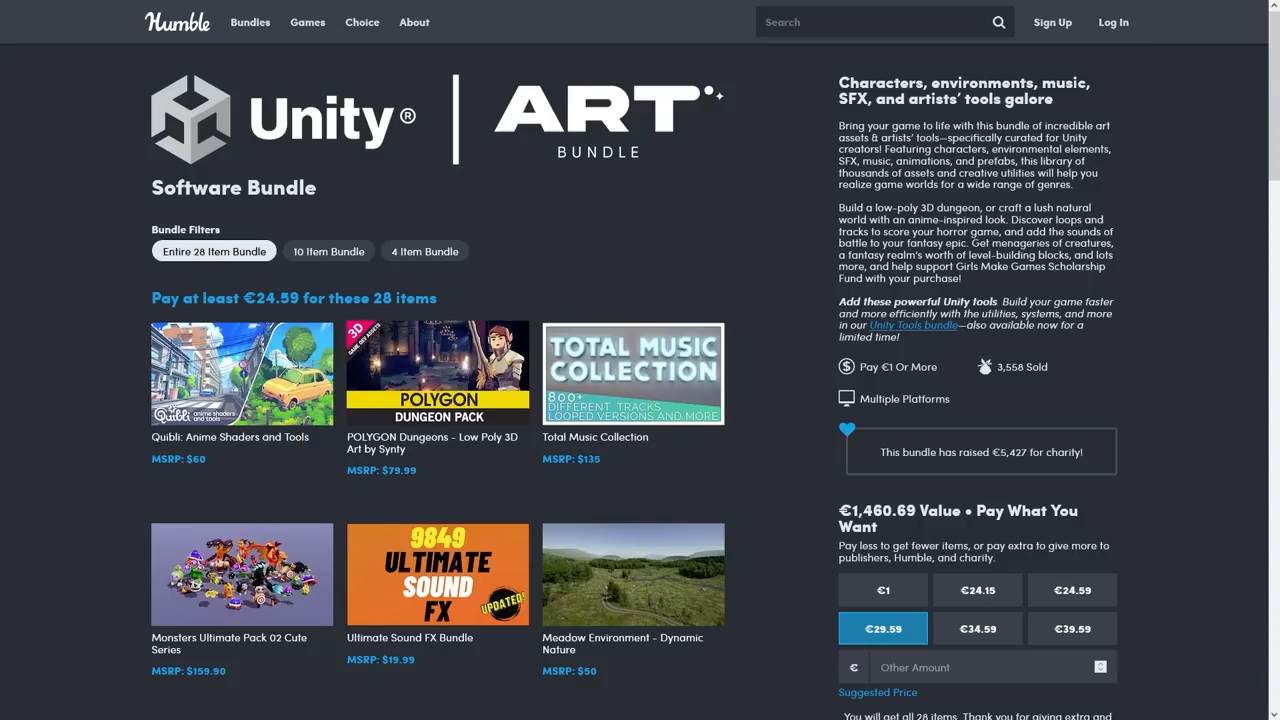 Humble
Bundles
Games
Choice
About
Search
Sign Up
Log In
Unity®
ART
BUNDLE
Software Bundle
Bundle Filters
Entire 28 Item Bundle
10 Item Bundle
4 Item Bundle
Pay at least €24.59 for these 28 items
Quibli anime shaders and tools
Quibli: Anime Shaders and Tools
MSRP: $60
3D
GAME DEV ASSETS
POLYGON
DUNGEON PACK
POLYGON Dungeons - Low Poly 3D
Art by Synty
MSRP: $79.99
TOTAL MUSIC
COLLECTION
800+
DIFFERENT TRACKS
LOOPED VERSIONS AND MORE
Total Music Collection
MSRP: $135
Monsters Ultimate Pack 02 Cute
Series
MSRP: $159.90
9849
ULTIMATE
SOUND
FX
UPDATED!
Ultimate Sound FX Bundle
MSRP: $19.99
Meadow Environment - Dynamic
Nature
MSRP: $50
Characters, environments, music,
SFX, and artists’ tools galore
Bring your game to life with this bundle of incredible art
assets & artists’ tools—specifically curated for Unity
creators! Featuring characters, environmental elements,
SFX, music, animations, and prefabs, this library of
thousands of assets and creative utilities will help you
realize game worlds for a wide range of genres.
Build a low-poly 3D dungeon, or craft a lush natural
world with an anime-inspired look. Discover loops and
tracks to score your horror game, and add the sounds of
battle to your fantasy epic. Get menageries of creatures,
a fantasy realm’s worth of level-building blocks, and lots
more, and help support Girls Make Games Scholarship
Fund with your purchase!
Add these powerful Unity tools Build your game faster
and more efficiently with the utilities, systems, and more
in our Unity Tools bundle—also available now for a
limited time!
Pay €1 Or More
3,558 Sold
Multiple Platforms
This bundle has raised €5,427 for charity!
€1,460.69 Value • Pay What You
Want
Pay less to get fewer items, or pay extra to give more to
publishers, Humble, and charity.
€1
€24.15
€24.59
€29.59
€34.59
€39.59
€
Other Amount
Suggested Price
You will get all 28 items. Thank you for giving extra and